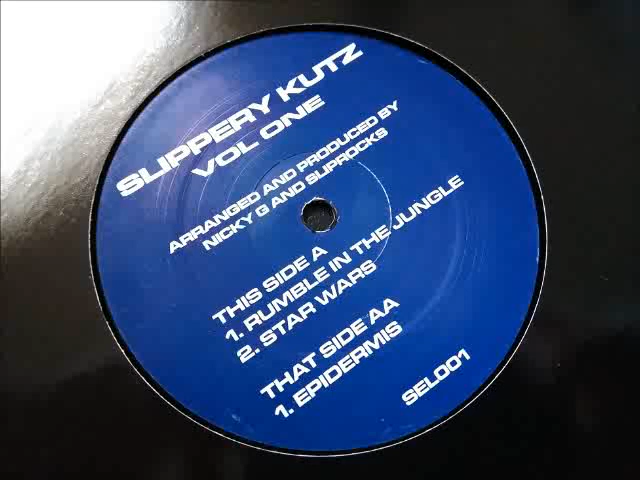 SLIPPERY KUTZ
VOL ONE
ARRANGED AND PRODUCED BY
NICKY G AND SLIPROCKS
THIS SIDE A
1. RUMBLE IN THE JUNGLE
2. STAR WARS
THAT SIDE AA
1. EPIDERMIS
SEL001